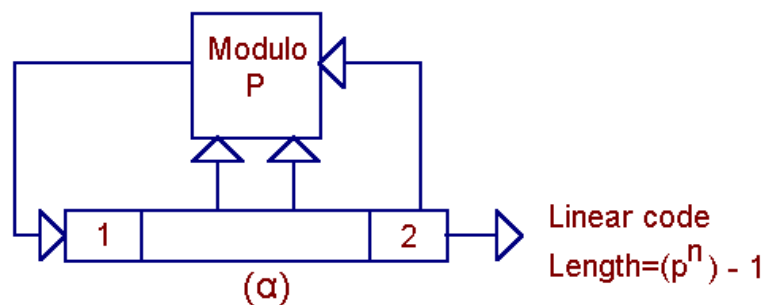 Modulo
P
1
2
(α)
Linear code
Length=(p^n) - 1